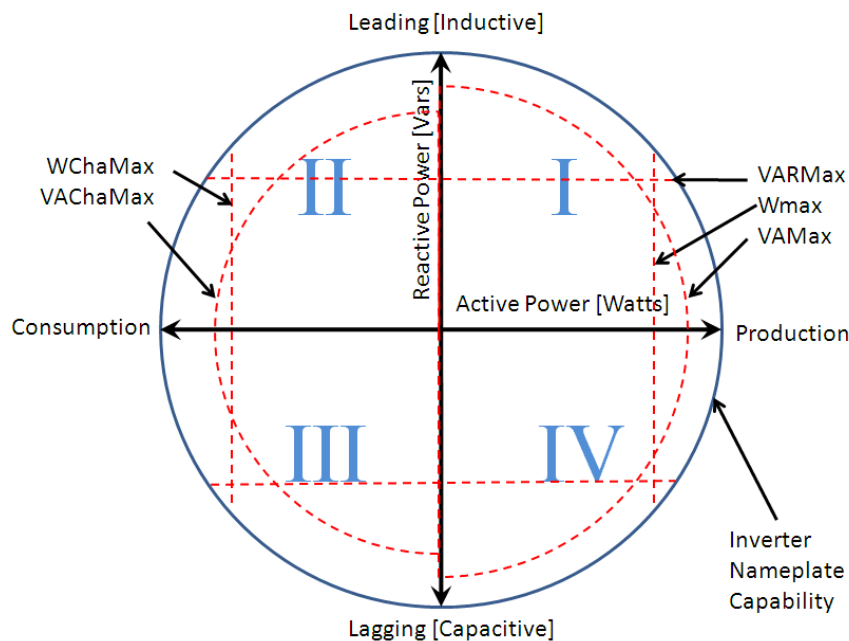 Leading [Inductive]
Reactive Power [Vars]
WChaMax
VAChaMax
II
I
VARMax
Wmax
VAMax
Active Power [Watts]
Consumption
Production
III
IV
Inverter
Nameplate
Capability
Lagging [Capacitive]